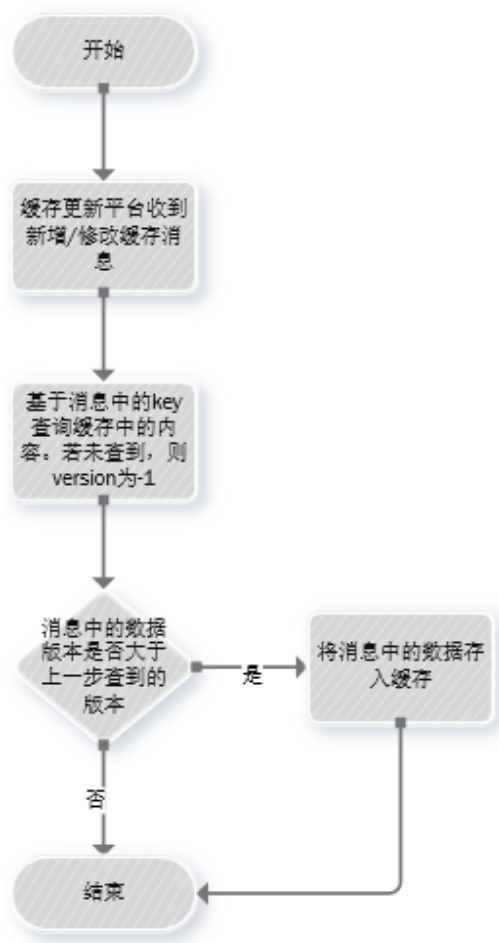 开始
缓存更新平台收到
新增/修改缓存消
息
基于消息中的key
查询缓存中的内
容。若未查到，则
version为-1
消息中的数据
版本是否大于
上一步查到的
版本
是
将消息中的数据存
入缓存
否
结束